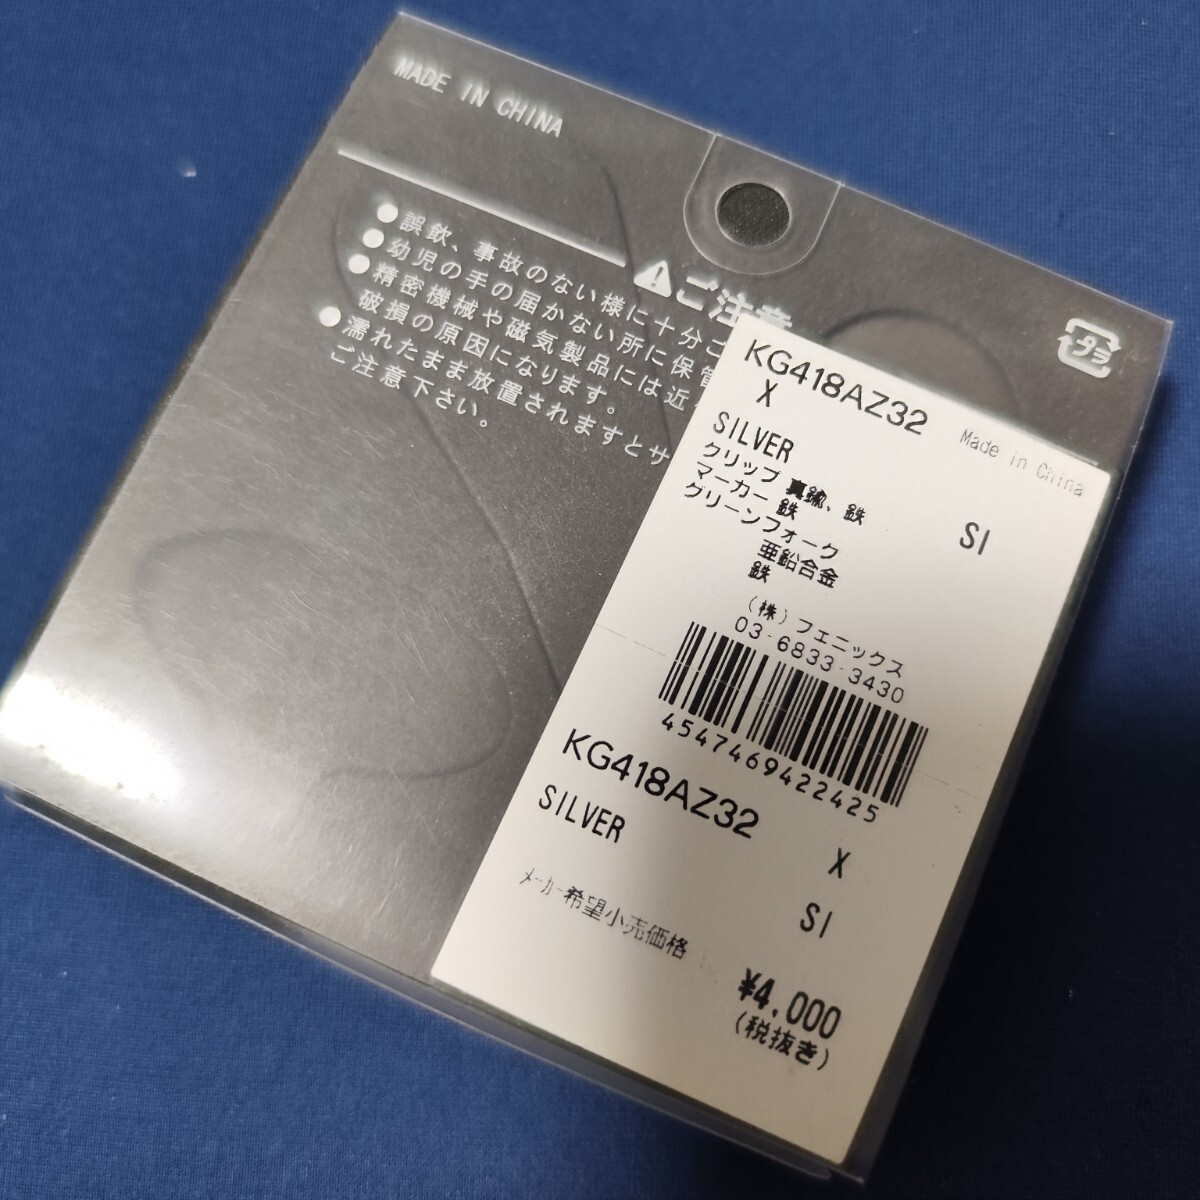 MADE IN CHINA
⚠ご注意
●誤飲、事故のない様に十分ご
●幼児の手の届かない所に保管
●精密機械や磁気製品には近
破損の原因になります。
●濡れたまま放置されますとサ
ご注意下さい。
プラ
KG418AZ32
X
Made in China
SILVER
SI
クリップ 真鍮、鉄
マーカー 鉄
グリーンフォーク
亜鉛合金
鉄
(株)フェニックス
03-6833-3430
4547469422425
KG418AZ32
X
SILVER
SI
メーカー希望小売価格
¥4,000
(税抜き)